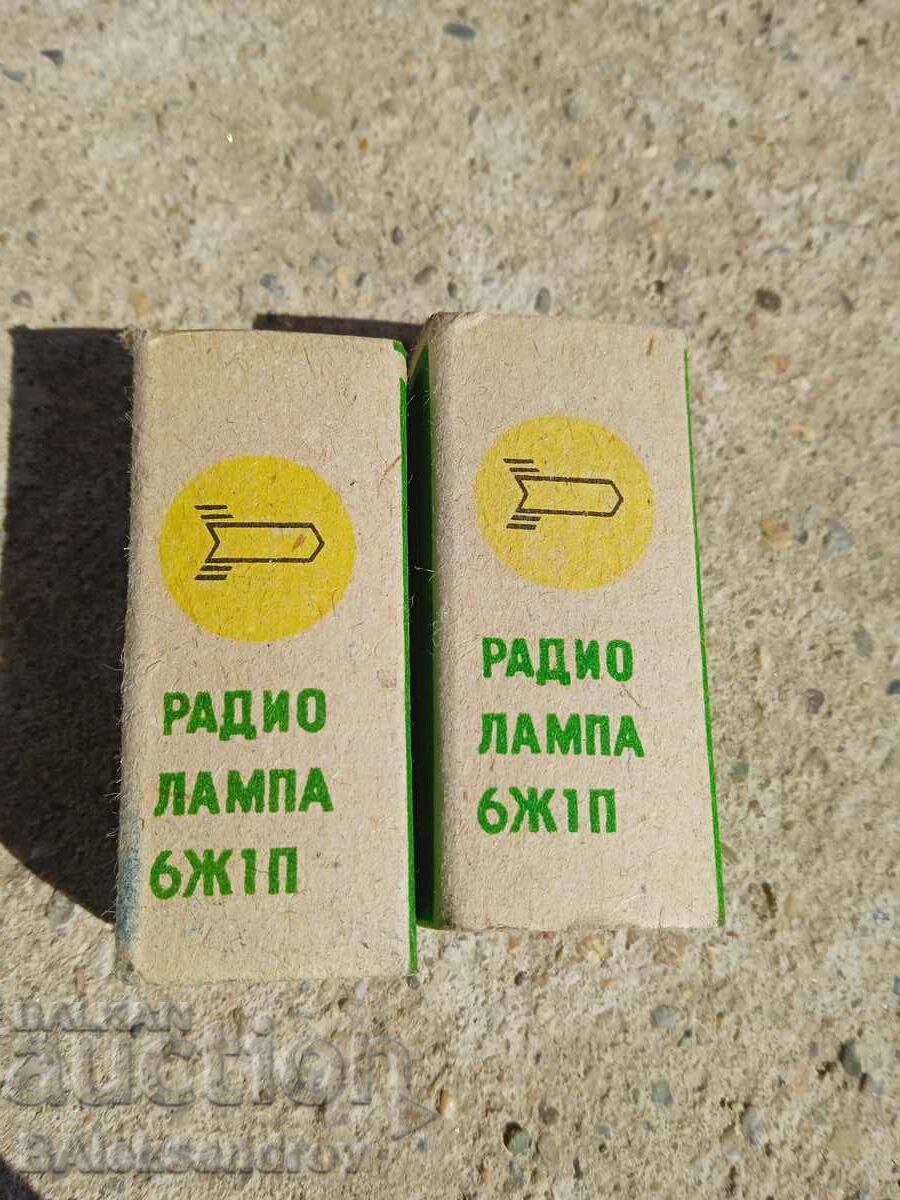 РАДИО
ЛАМПА
6Ж1П
РАДИО
ЛАМПА
6Ж1П
BALKAN
auction
BAleksandrov